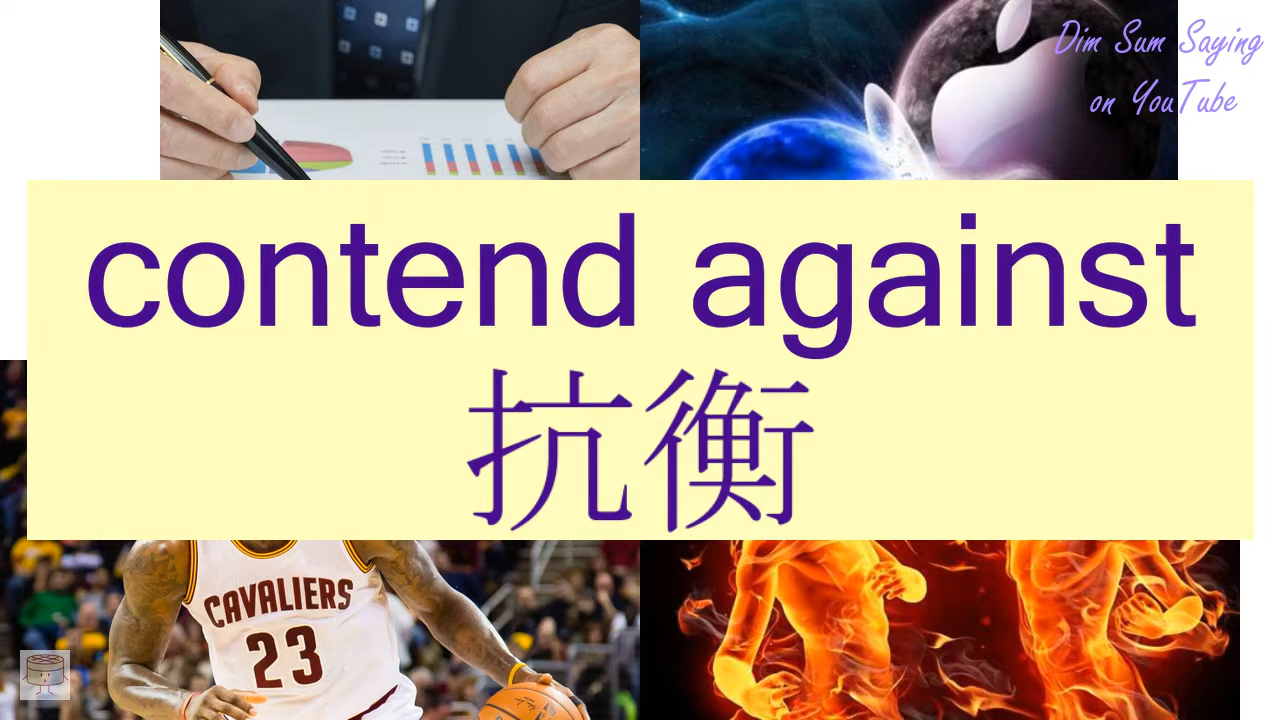 Dim Sum Saying
on YouTube
contend against
抗衡
CAVALIERS
23